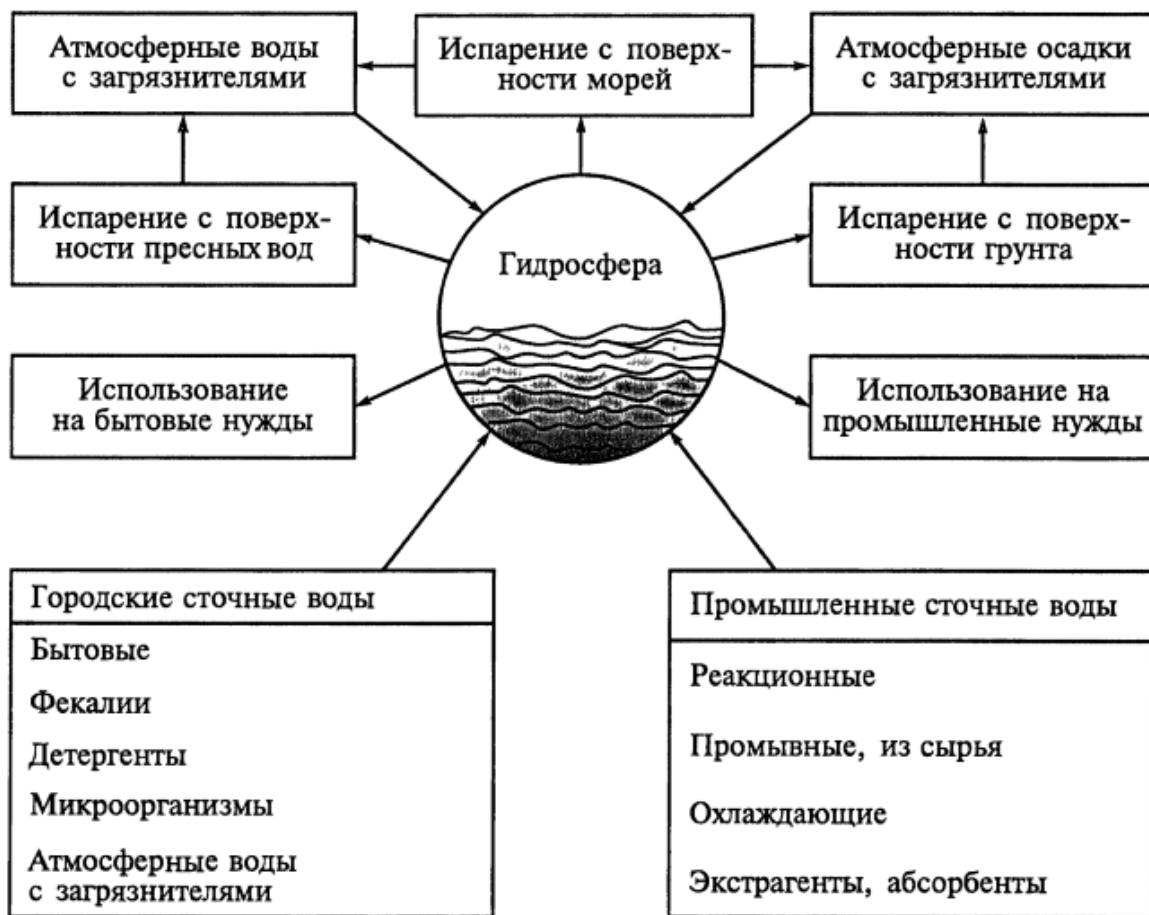 Атмосферные воды
с загрязнителями
Испарение с поверх-
ности морей
Атмосферные осадки
с загрязнителями
Испарение с поверх-
ности пресных вод
Гидросфера
Испарение с поверх-
ности грунта
Использование
на бытовые нужды
Использование на
промышленные нужды
Городские сточные воды
Бытовые
Фекалии
Детергенты
Микроорганизмы
Атмосферные воды
с загрязнителями
Промышленные сточные воды
Реакционные
Промывные, из сырья
Охлаждающие
Экстрагенты, абсорбенты